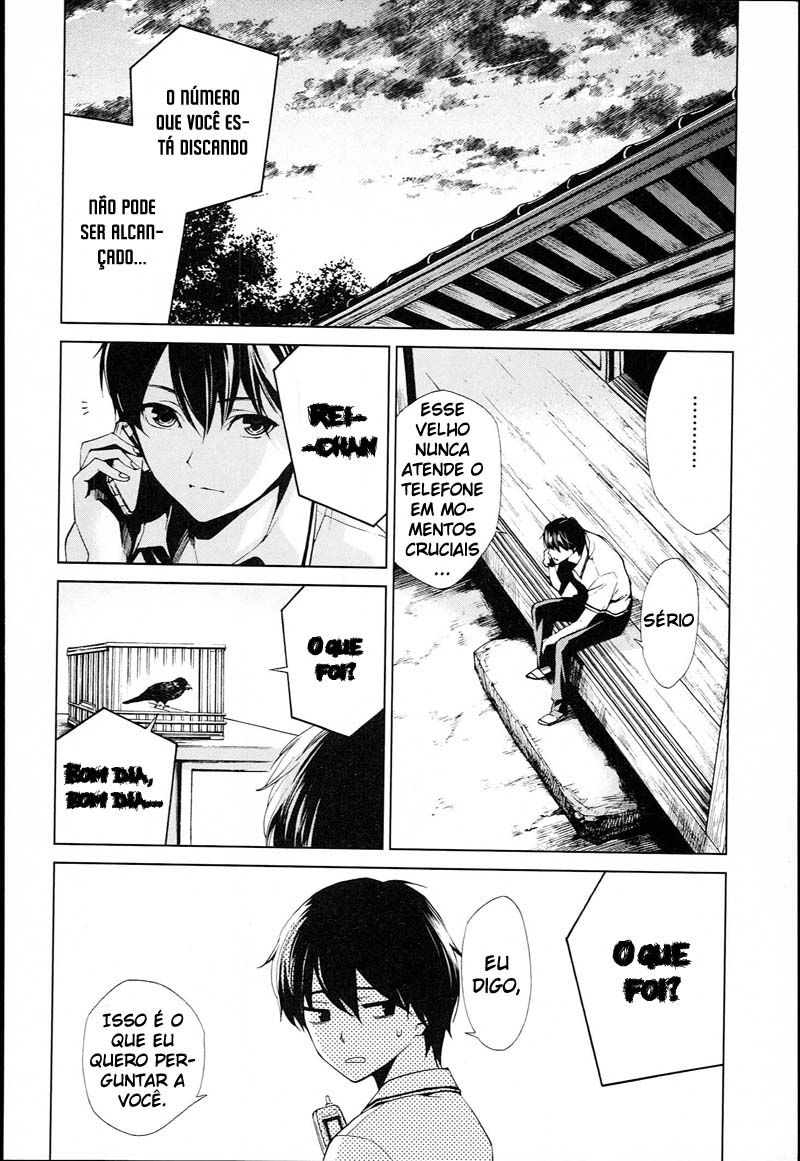 O NÚMERO
QUE VOCÊ ES-
TÁ DISCANDO
NÃO PODE
SER ALCAN-
ÇADO...
............
ESSE
VELHO
NUNCA
ATENDE O
TELEFONE
EM MO-
MENTOS
CRUCIAIS
...
SÉRIO
REI-
-CHAN
O QUE
FOI?
BOM DIA,
BOM DIA...
O QUE
FOI?
EU
DIGO,
ISSO É O
QUE EU
QUERO PER-
GUNTAR A
VOCÊ.